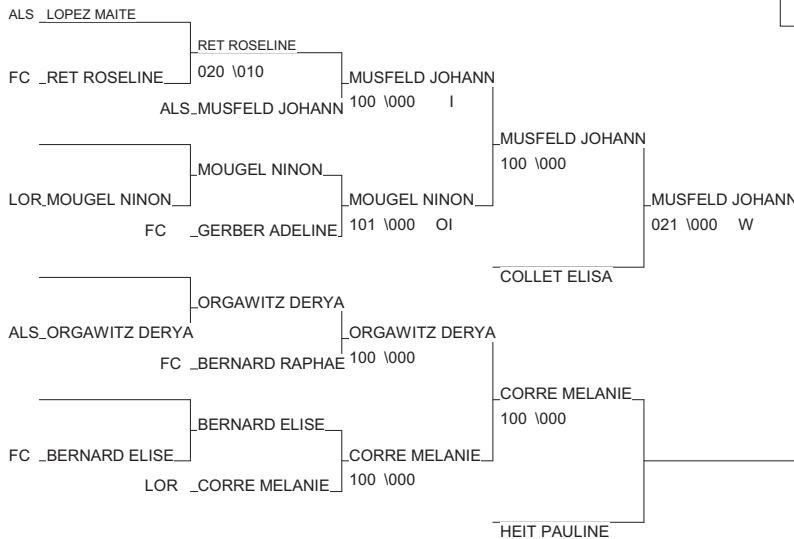 ALS LOPEZ MAITE
RET ROSELINE
020 \010
FC RET ROSELINE
MUSFELD JOHANN
100 \000 I
ALS MUSFELD JOHANN
MUSFELD JOHANN
100 \000
MOUGEL NINON
LOR MOUGEL NINON
MOUGEL NINON
101 \000 OI
FC GERBER ADELINE
MUSFELD JOHANN
021 \000 W
COLLET ELISA
ORGAWITZ DERYA
ALS ORGAWITZ DERYA
ORGAWITZ DERYA
100 \000
FC BERNARD RAPHAE
CORRE MELANIE
100 \000
BERNARD ELISE
FC BERNARD ELISE
CORRE MELANIE
100 \000
LOR CORRE MELANIE
HEIT PAULINE